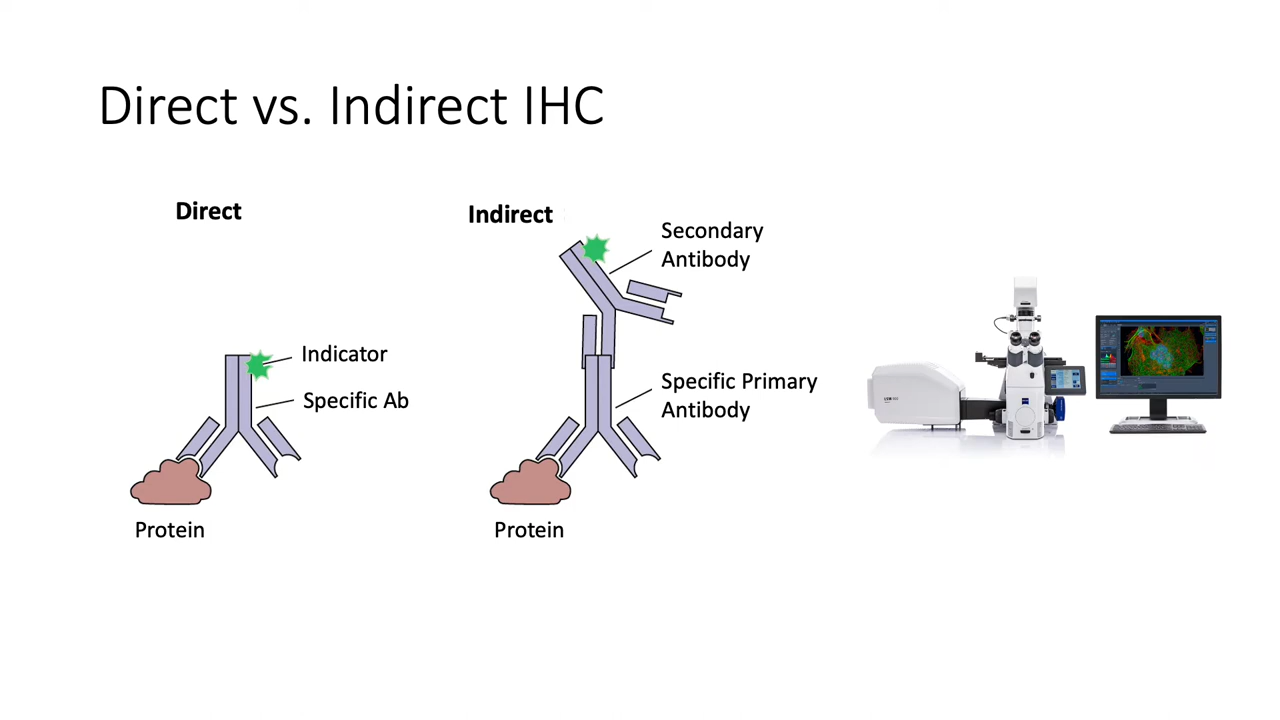 Direct vs. Indirect IHC
Direct
Indirect
Secondary
Antibody
Indicator
Specific Ab
Specific Primary
Antibody
Protein
Protein